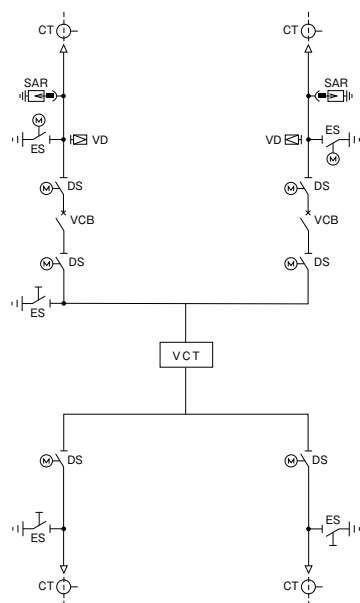 CT CT
SAR SAR
M
ES VD VD ES
M
M DS M DS
VCB VCB
M DS M DS
ES
VCT
M DS M DS
ES ES
CT CT